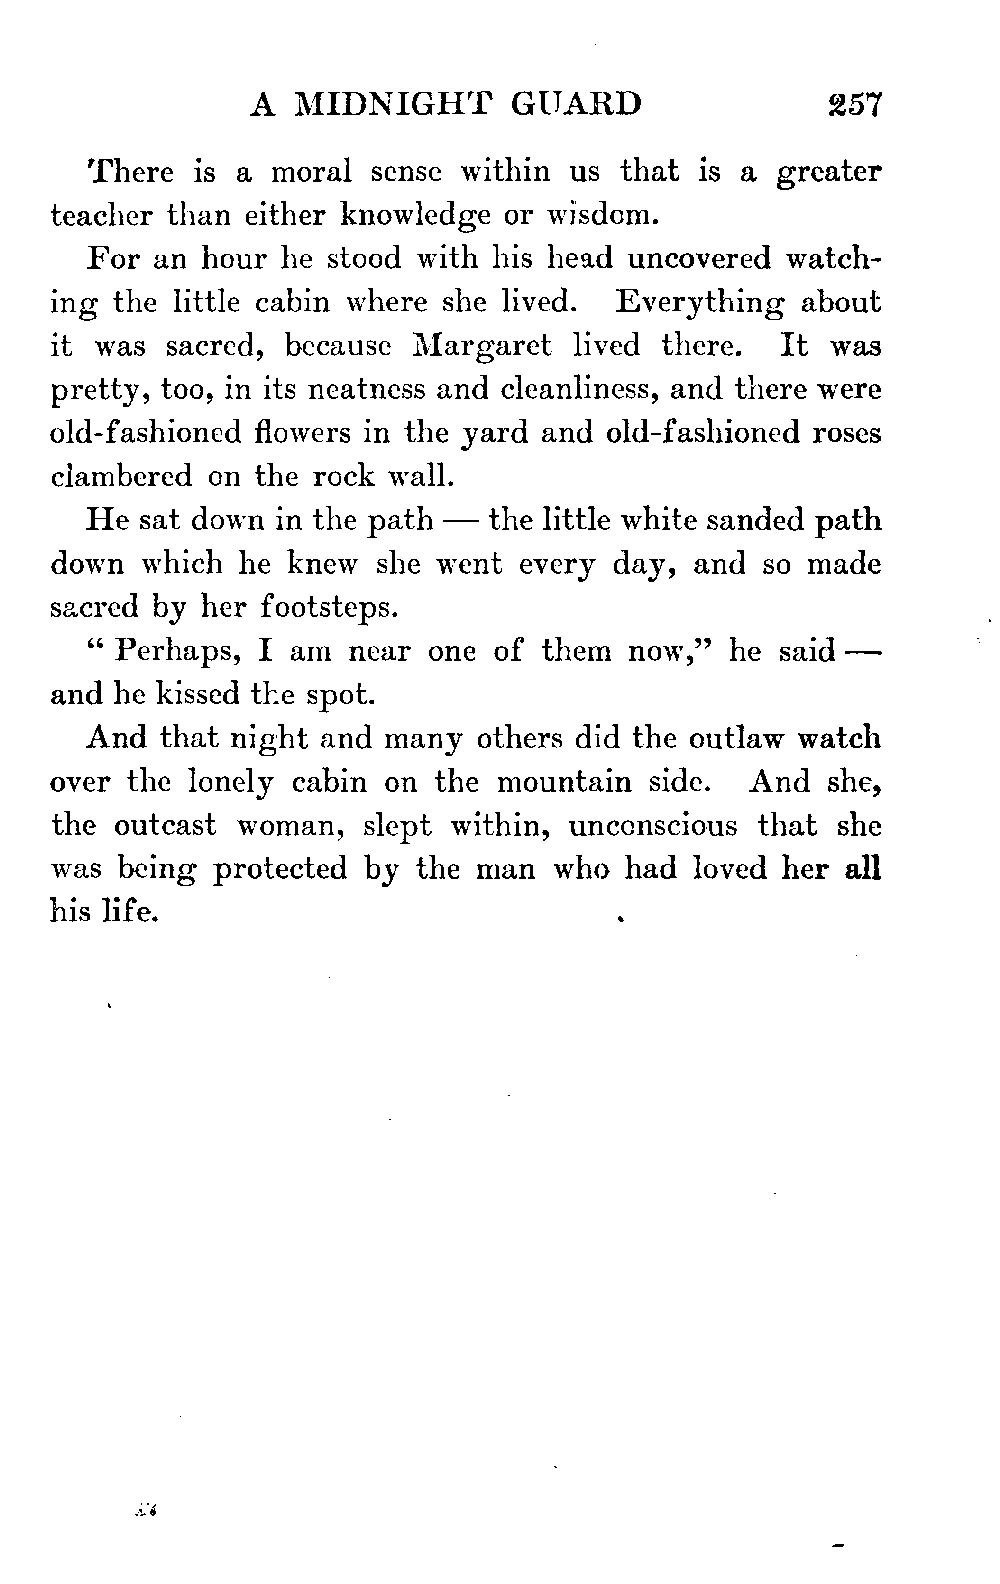 A MIDNIGHT GUARD 257
There is a moral sense within us that is a greater
teacher than either knowledge or wisdom.
For an hour he stood with his head uncovered watch-
ing the little cabin where she lived. Everything about
it was sacred, because Margaret lived there. It was
pretty, too, in its neatness and cleanliness, and there were
old-fashioned flowers in the yard and old-fashioned roses
clambered on the rock wall.
He sat down in the path — the little white sanded path
down which he knew she went every day, and so made
sacred by her footsteps.
“ Perhaps, I am near one of them now,” he said —
and he kissed the spot.
And that night and many others did the outlaw watch
over the lonely cabin on the mountain side. And she,
the outcast woman, slept within, unconscious that she
was being protected by the man who had loved her all
his life.